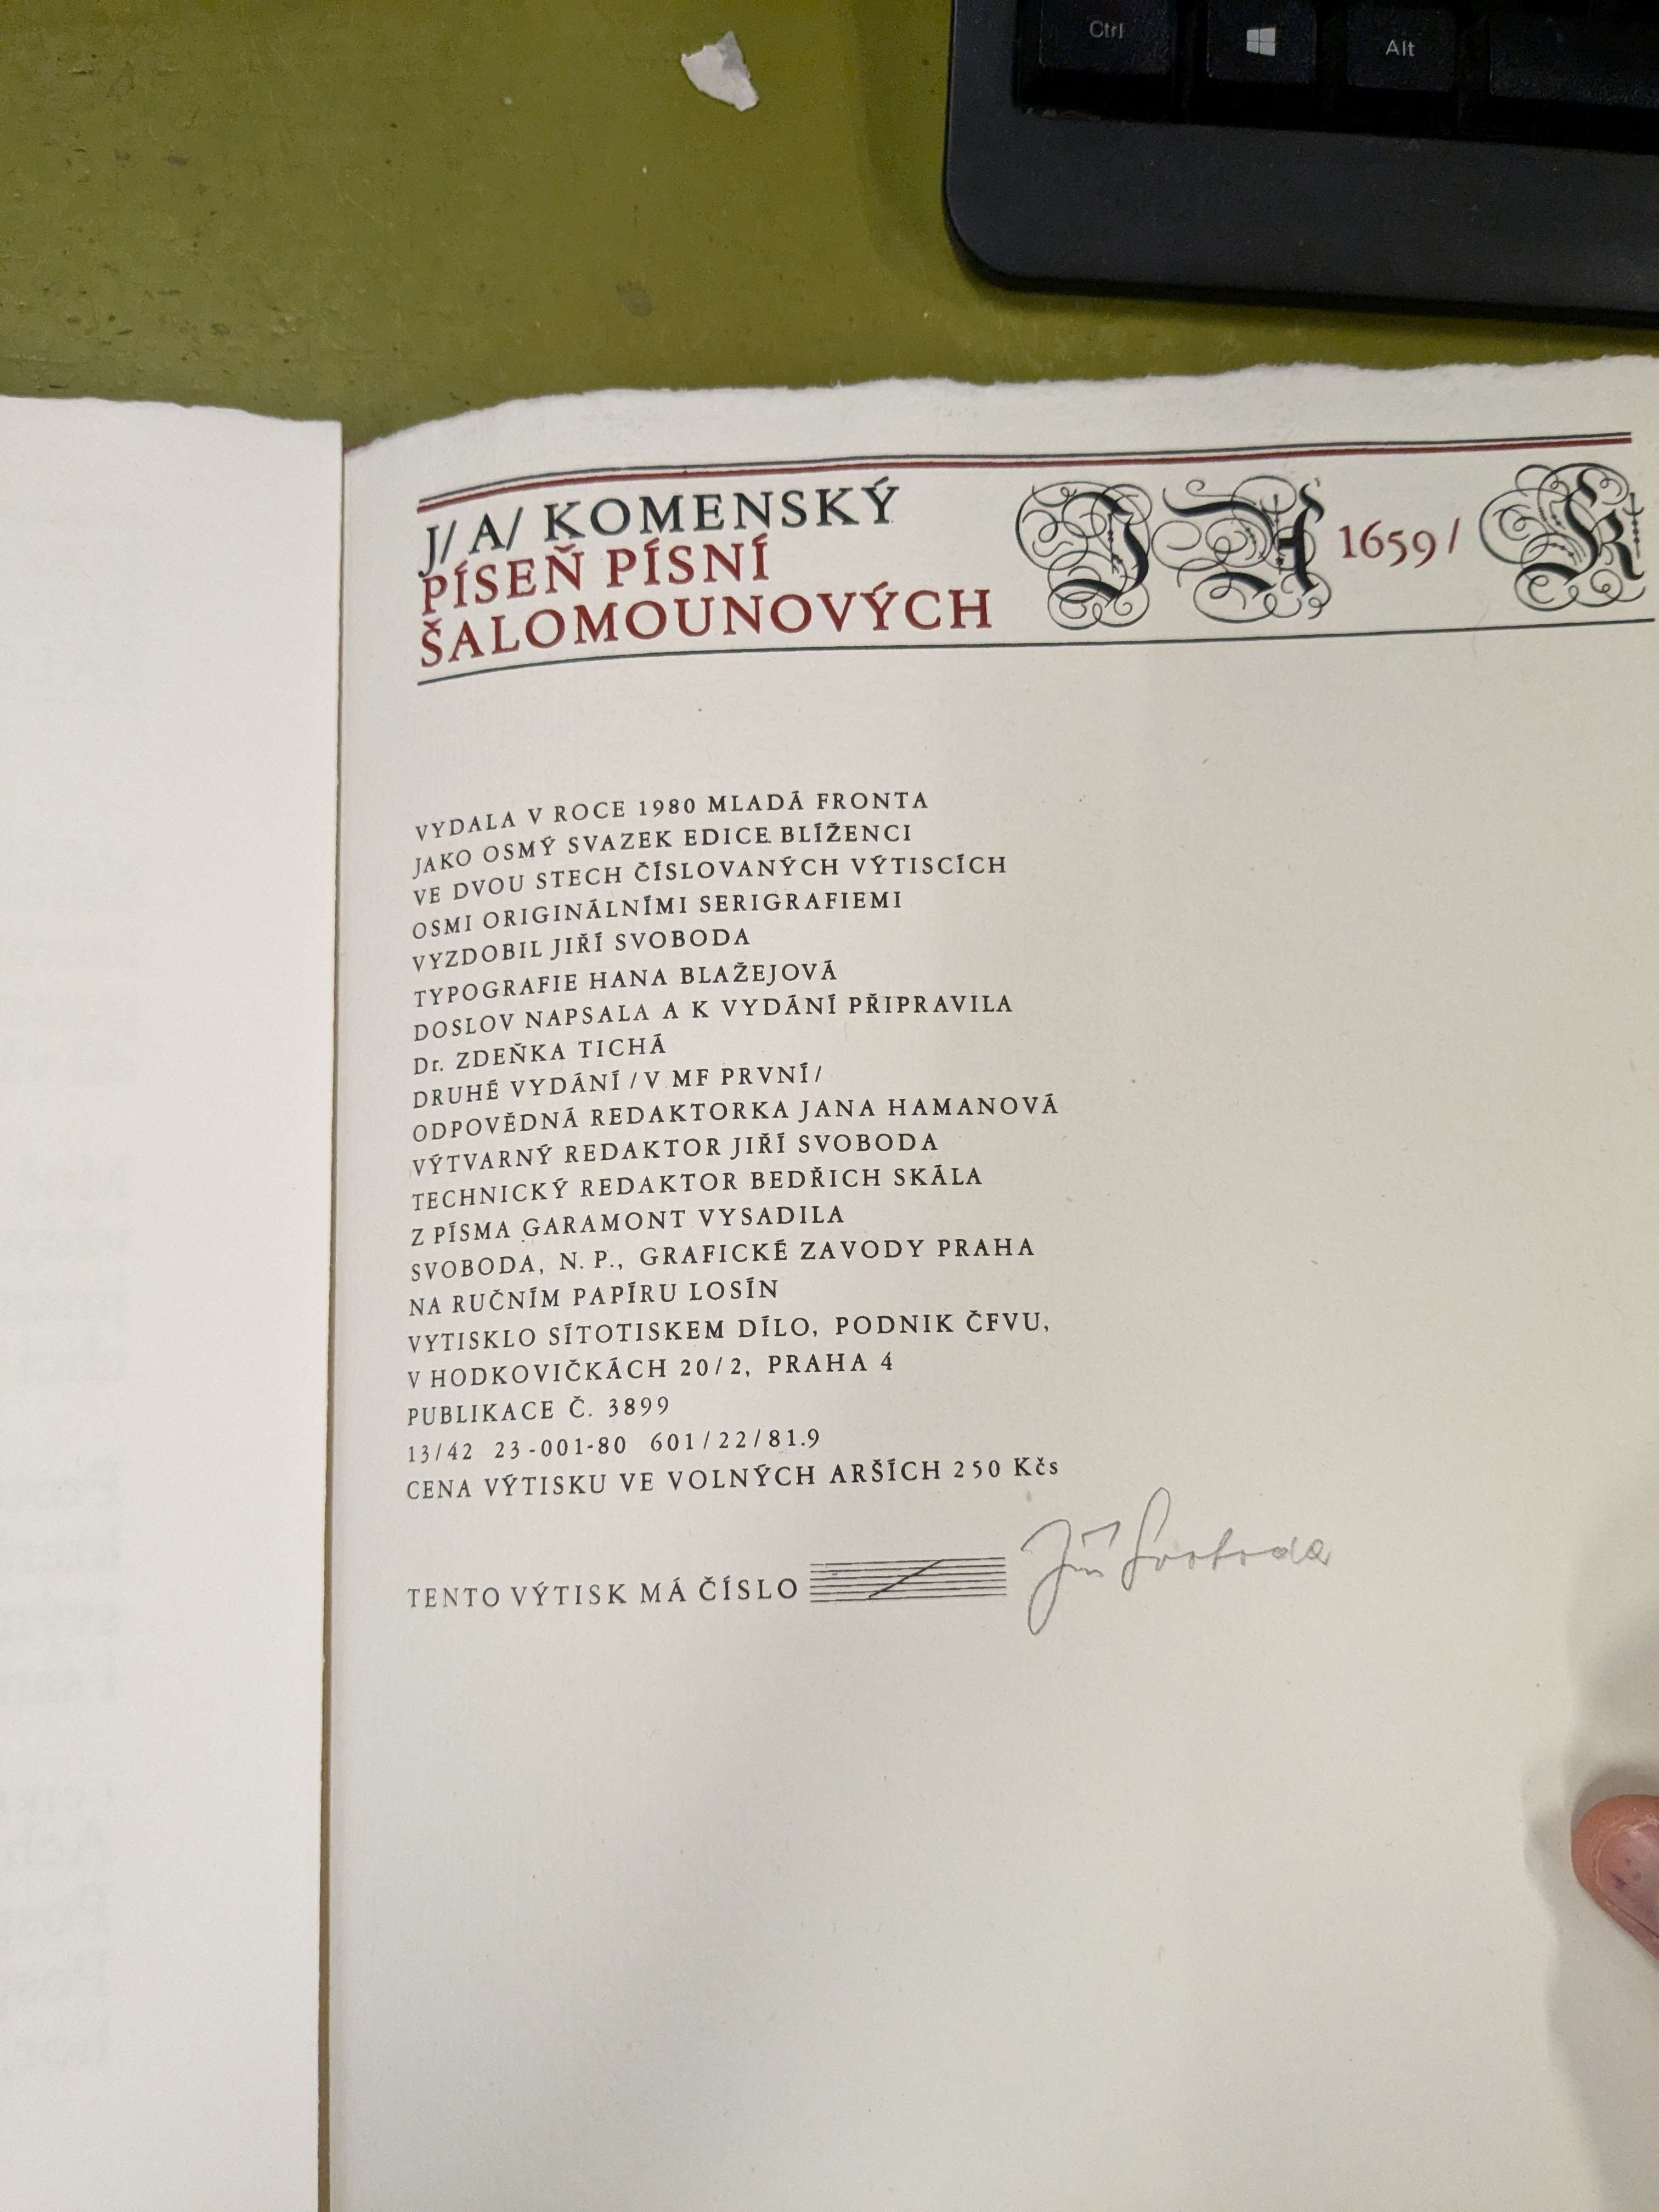 Ctrl
Alt
J/ A/ KOMENSKÝ
PÍSEŇ PÍSNÍ
ŠALOMOUNOVÝCH
J A 1659/ K
VYDALA V ROCE 1980 MLADÁ FRONTA
JAKO OSMÝ SVAZEK EDICE BLÍŽENCI
VE DVOU STECH ČÍSLOVANÝCH VÝTISCÍCH
OSMI ORIGINÁLNÍMI SERIGRAFIEMI
VYZDOBIL JIŘÍ SVOBODA
TYPOGRAFIE HANA BLAŽEJOVÁ
DOSLOV NAPSALA A K VYDÁNÍ PŘIPRAVILA
Dr. ZDEŇKA TICHÁ
DRUHÉ VYDÁNÍ /V MF PRVNÍ/
ODPOVĚDNÁ REDAKTORKA JANA HAMANOVÁ
VÝTVARNÝ REDAKTOR JIŘÍ SVOBODA
TECHNICKÝ REDAKTOR BEDŘICH SKÁLA
Z PÍSMA GARAMONT VYSADILA
SVOBODA, N. P., GRAFICKÉ ZAVODY PRAHA
NA RUČNÍM PAPÍRU LOSÍN
VYTISKLO SÍTOTISKEM DÍLO, PODNIK ČFVU,
V HODKOVIČKÁCH 20/2, PRAHA 4
PUBLIKACE Č. 3899
13/42 23-001-80 601/22/81.9
CENA VÝTISKU VE VOLNÝCH ARŠÍCH 250 Kčs
TENTO VÝTISK MÁ ČÍSLO Jiří Svoboda